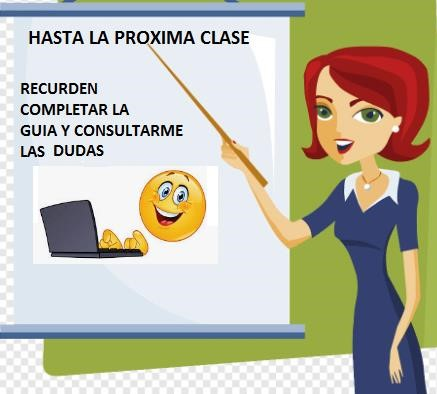 HASTA LA PROXIMA CLASE
RECURDEN
COMPLETAR LA
GUIA Y CONSULTARME
LAS DUDAS